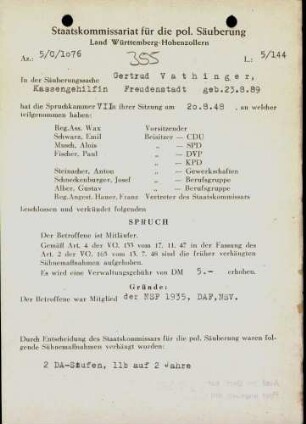 Staatskommissariat für die pol. Säuberung
Land Württemberg-Hohenzollern
Az.: 5/O/1076 355 L: 5/144
In der Säuberungssache Gertrud Vathinger,
Kassengehilfin Freudenstadt geb.23.8.89
hat die Spruchkammer VII in ihrer Sitzung am 20.8.48, an welcher
teilgenommen haben:
Reg.Ass. Wax Vorsitzender
Schwarz, Emil Beisitzer — CDU
Musch, Alois „ — SPD
Fischer, Paul „ — DVP
„ — KPD
Steinacher, Anton „ — Gewerkschaften
Schneckenburger, Josef „ — Berufsgruppe
Alber, Gustav „ — Berufsgruppe
Reg.Angest. Hauer, Franz Vertreter des Staatskommissars
beschlossen und verkündet folgenden
SPRUCH
Der Betroffene ist Mitläufer.
Gemäß Art. 4 der VO. 133 vom 17. 11. 47 in der Fassung des
Art. 2 der VO. 165 vom 13. 7. 48 sind die früher verhängten
Sühnemaßnahmen aufgehoben.
Es wird eine Verwaltungsgebühr von DM 5.— erhoben.
Gründe:
Der Betroffene war Mitglied der NSF 1935, DAF, NSV.
Durch Entscheidung des Staatskommissars für die pol. Säuberung waren fol-
gende Sühnemaßnahmen verhängt worden:
2 DA-Stufen, 11b auf 2 Jahre